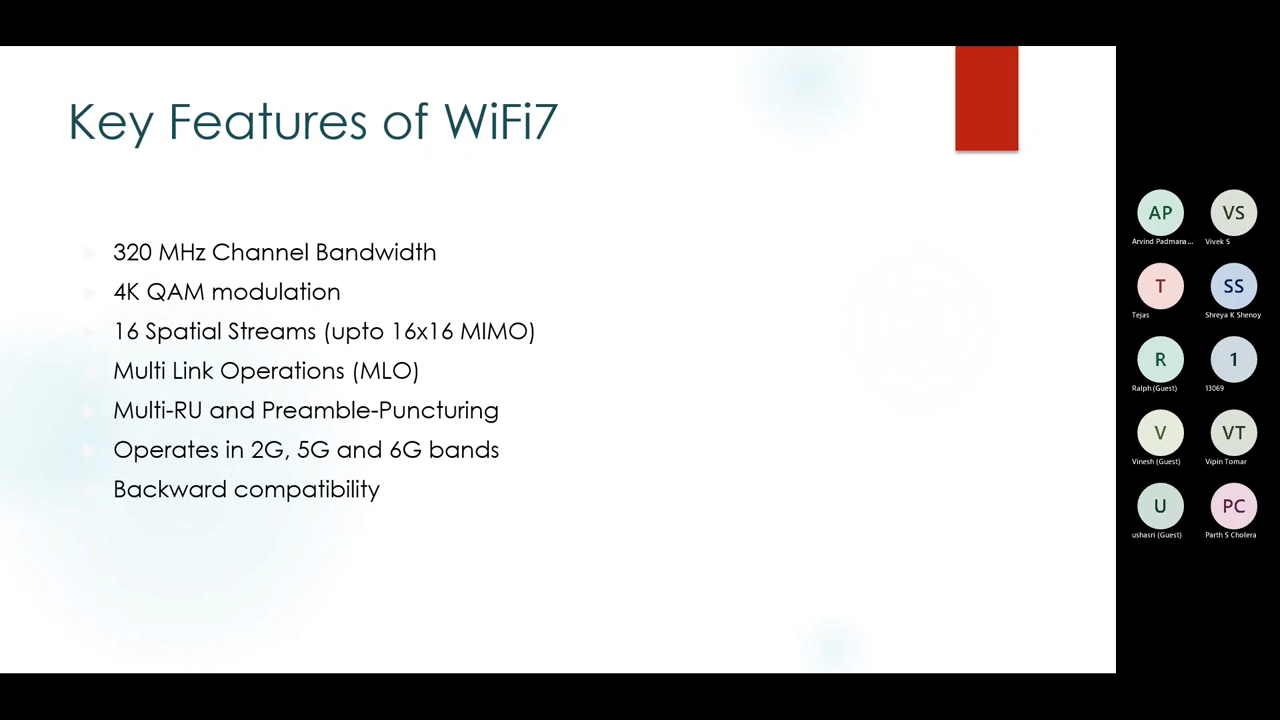 Key Features of WiFi7
320 MHz Channel Bandwidth
4K QAM modulation
16 Spatial Streams (upto 16x16 MIMO)
Multi Link Operations (MLO)
Multi-RU and Preamble-Puncturing
Operates in 2G, 5G and 6G bands
Backward compatibility
AP
VS
Arvind Padmana...
Vivek S
T
SS
Tejas
Shreya K Shenoy
R
1
Ralph (Guest)
13069
V
VT
Vinesh (Guest)
Vipin Tomar
U
PC
ushasri (Guest)
Parth S Cholera